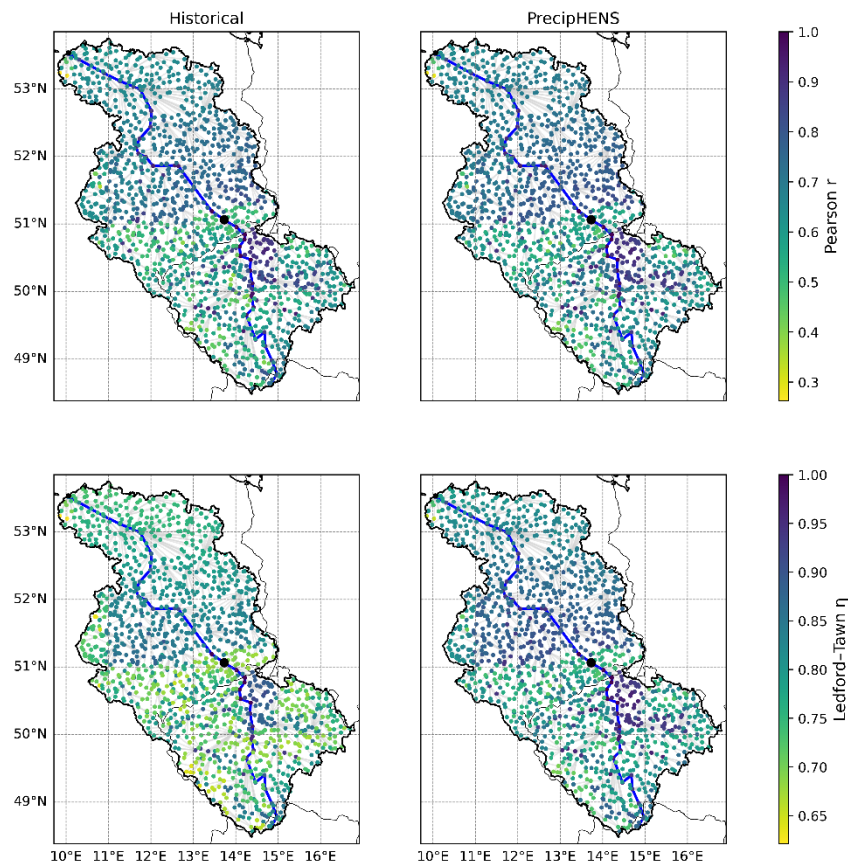 Historical
PrecipHENS
53°N
52°N
51°N
50°N
49°N
1.0
0.9
0.8
0.7
0.6
0.5
0.4
0.3
Pearson r
53°N
52°N
51°N
50°N
49°N
10°E 11°E 12°E 13°E 14°E 15°E 16°E
10°E 11°E 12°E 13°E 14°E 15°E 16°E
1.00
0.95
0.90
0.85
0.80
0.75
0.70
0.65
Ledford–Tawn η